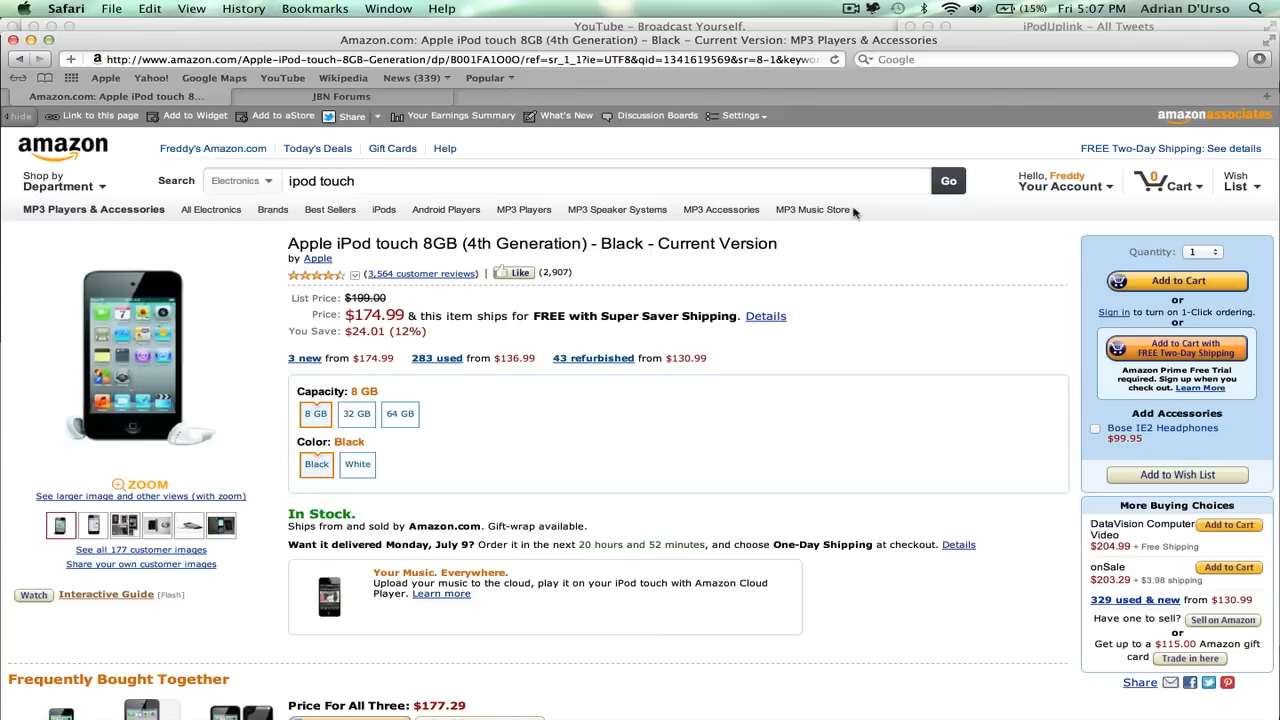 Safari File Edit View History Bookmarks Window Help (15%) Fri 5:07 PM Adrian D'Urso
YouTube - Broadcast Yourself. iPodUplink - All Tweets
Amazon.com: Apple iPod touch 8GB (4th Generation) - Black - Current Version: MP3 Players & Accessories
http://www.amazon.com/Apple-iPod-touch-8GB-Generation/dp/B001FA1O0O/ref=sr_1_1?ie=UTF8&qid=1341619569&sr=8-1&keywo Google
Apple Yahoo! Google Maps YouTube Wikipedia News (339) Popular
Amazon.com: Apple iPod touch 8... JBN Forums
hide Link to this page Add to Widget Add to aStore Share Your Earnings Summary What's New Discussion Boards Settings amazonassociates
amazon Freddy's Amazon.com Today's Deals Gift Cards Help FREE Two-Day Shipping: See details
Shop by Department Search Electronics ipod touch Go Hello, Freddy Your Account 0 Cart Wish List
MP3 Players & Accessories All Electronics Brands Best Sellers iPods Android Players MP3 Players MP3 Speaker Systems MP3 Accessories MP3 Music Store
Apple iPod touch 8GB (4th Generation) - Black - Current Version
by Apple
(3,564 customer reviews) | Like (2,907)
List Price: $199.00
Price: $174.99 & this item ships for FREE with Super Saver Shipping. Details
You Save: $24.01 (12%)
3 new from $174.99 283 used from $136.99 43 refurbished from $130.99
Capacity: 8 GB
8 GB 32 GB 64 GB
Color: Black
Black White
ZOOM
See larger image and other views (with zoom)
See all 177 customer images
Share your own customer images
Watch Interactive Guide [Flash]
In Stock.
Ships from and sold by Amazon.com. Gift-wrap available.
Want it delivered Monday, July 9? Order it in the next 20 hours and 52 minutes, and choose One-Day Shipping at checkout. Details
Your Music. Everywhere.
Upload your music to the cloud, play it on your iPod touch with Amazon Cloud
Player. Learn more
Quantity: 1
Add to Cart
or
Sign in to turn on 1-Click ordering.
or
Add to Cart with
FREE Two-Day Shipping
Amazon Prime Free Trial
required. Sign up when you
check out. Learn More
Add Accessories
Bose IE2 Headphones
$99.95
Add to Wish List
More Buying Choices
DataVision Computer Video Add to Cart
$204.99 + Free Shipping
onSale Add to Cart
$203.29 + $3.98 shipping
329 used & new from $130.99
Have one to sell? Sell on Amazon
or
Get up to a $115.00 Amazon gift
card Trade in here
Share
Frequently Bought Together
Price For All Three: $177.29